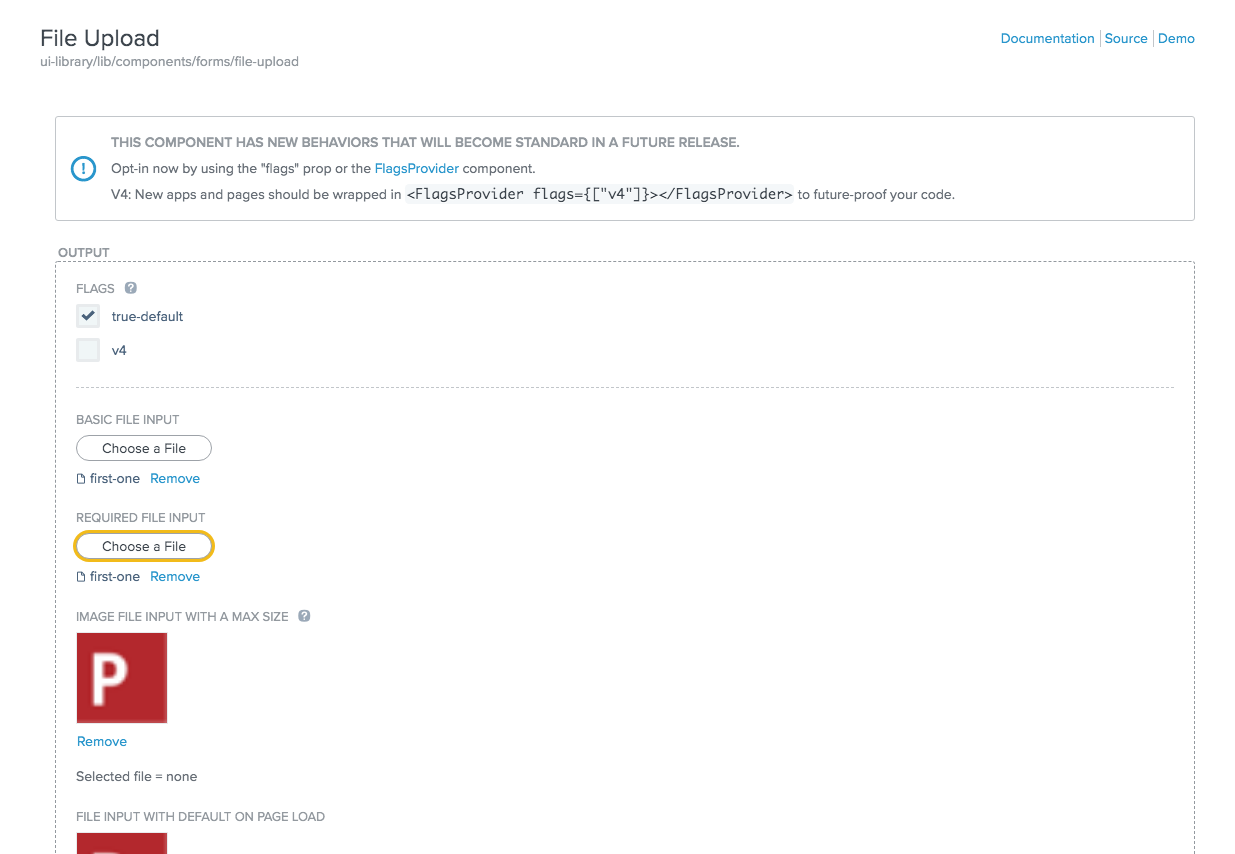 File Upload
Documentation Source Demo
ui-library/lib/components/forms/file-upload
THIS COMPONENT HAS NEW BEHAVIORS THAT WILL BECOME STANDARD IN A FUTURE RELEASE.
Opt-in now by using the "flags" prop or the FlagsProvider component.
V4: New apps and pages should be wrapped in <FlagsProvider flags={["v4"]}></FlagsProvider> to future-proof your code.
OUTPUT
FLAGS ?
true-default
v4
BASIC FILE INPUT
Choose a File
first-one Remove
REQUIRED FILE INPUT
Choose a File
first-one Remove
IMAGE FILE INPUT WITH A MAX SIZE ?
P
Remove
Selected file = none
FILE INPUT WITH DEFAULT ON PAGE LOAD